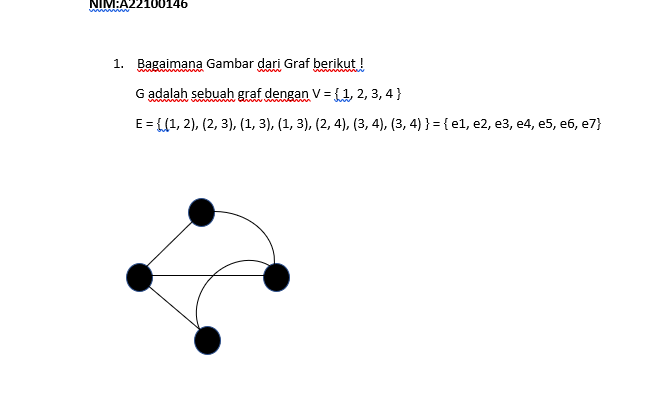 NIM:A22100146
1. Bagaimana Gambar dari Graf berikut !
G adalah sebuah graf dengan V = { 1, 2, 3, 4 }
E = { (1, 2), (2, 3), (1, 3), (1, 3), (2, 4), (3, 4), (3, 4) } = { e1, e2, e3, e4, e5, e6, e7}